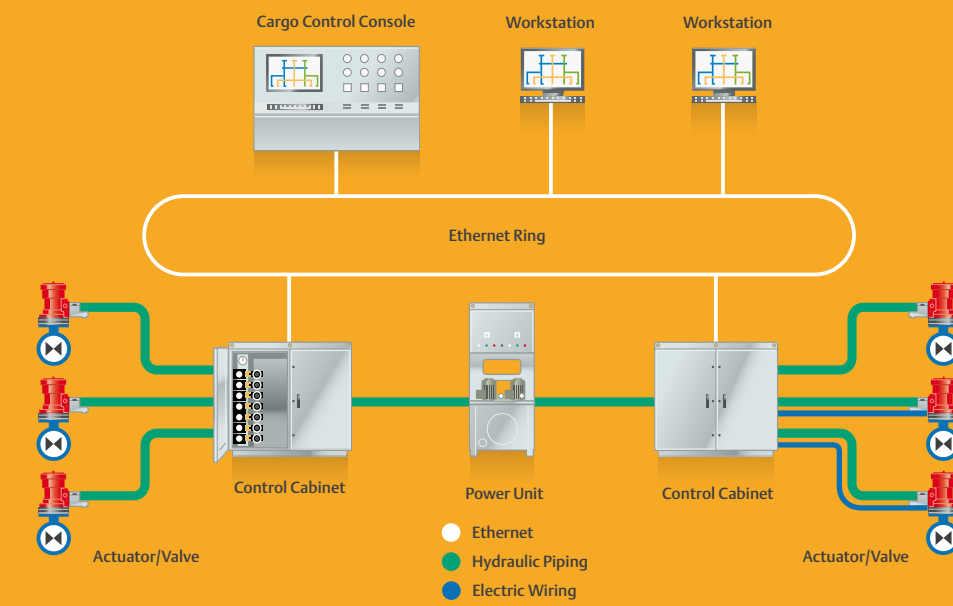 Cargo Control Console
Workstation
Workstation
Ethernet Ring
Control Cabinet
Power Unit
Control Cabinet
Ethernet
Actuator/Valve
Hydraulic Piping
Actuator/Valve
Electric Wiring